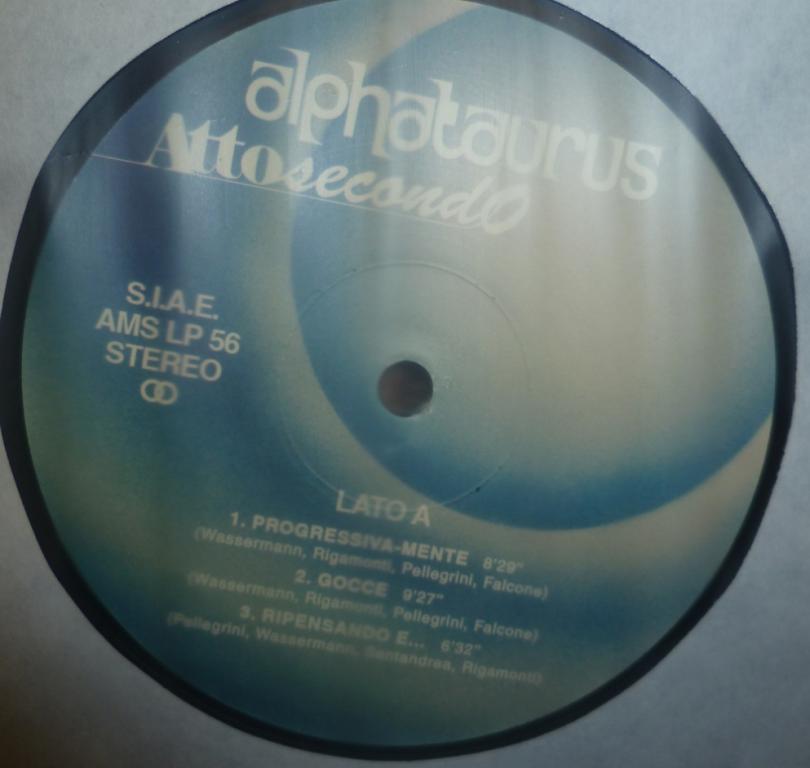 alphataurus
AttosecondO
S.I.A.E.
AMS LP 56
STEREO
LATO A
1. PROGRESSIVA-MENTE 8'29"
(Wassermann, Rigamonti, Pellegrini, Falcone)
2. GOCCE 9'27"
(Wassermann, Rigamonti, Pellegrini, Falcone)
3. RIPENSANDO E... 6'32"
(Pellegrini, Wassermann, Santandrea, Rigamonti)